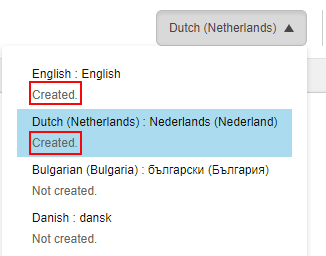 Dutch (Netherlands) ▲
English : English
Created.
Dutch (Netherlands) : Nederlands (Nederland)
Created.
Bulgarian (Bulgaria) : български (България)
Not created.
Danish : dansk
Not created.